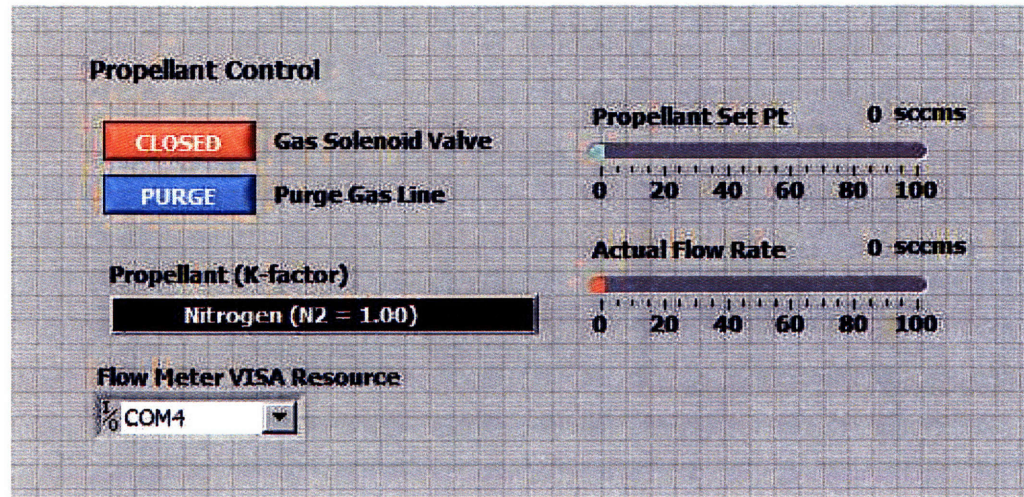 Propellant Control
CLOSED Gas Solenoid Valve
PURGE Purge Gas Line
Propellant (K-factor)
Nitrogen (N2 = 1.00)
Flow Meter VISA Resource
I/O COM4
Propellant Set Pt 0 sccms
0 20 40 60 80 100
Actual Flow Rate 0 sccms
0 20 40 60 80 100